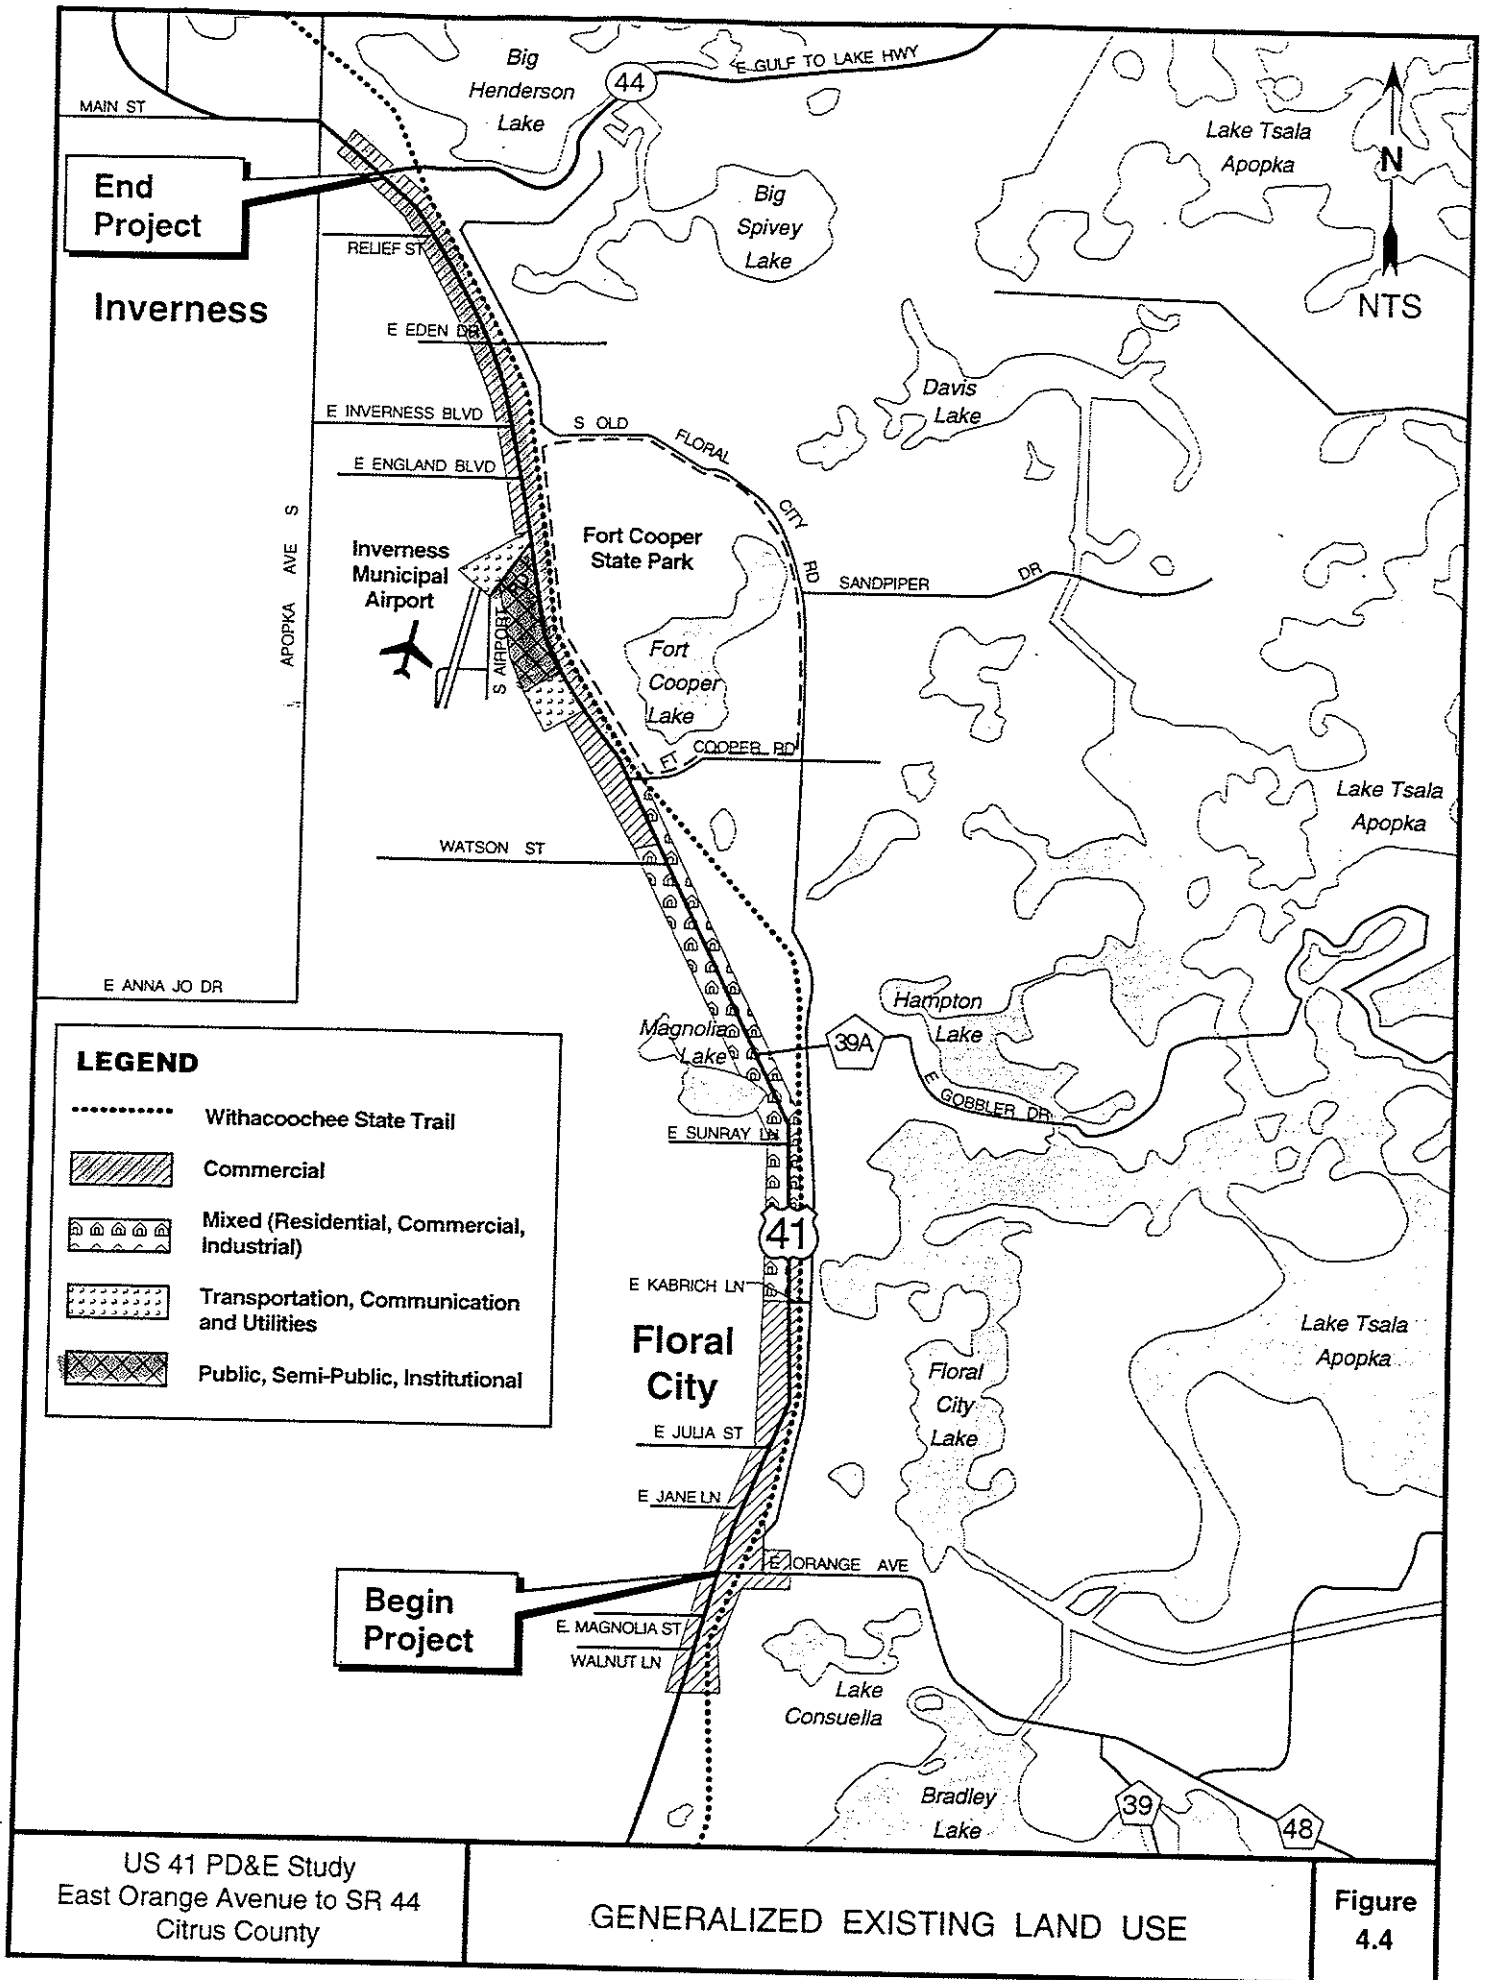 Big
Henderson
Lake
44
E GULF TO LAKE HWY
MAIN ST
Lake Tsala
Apopka
N
NTS
End
Project
Big
Spivey
Lake
RELIEF ST
Inverness
E EDEN DR
Davis
Lake
E INVERNESS BLVD
S OLD FLORAL CITY RD
E ENGLAND BLVD
APOPKA AVE S
Inverness
Municipal
Airport
Fort Cooper
State Park
SANDPIPER DR
S AIRPORT RD
Fort
Cooper
Lake
FT COOPER RD
Lake Tsala
Apopka
WATSON ST
E ANNA JO DR
Hampton
Lake
Magnolia
Lake
39A
E GOBBLER DR
LEGEND
Withacoochee State Trail
Commercial
Mixed (Residential, Commercial,
Industrial)
Transportation, Communication
and Utilities
Public, Semi-Public, Institutional
E SUNRAY LN
41
E KABRICH LN
Floral
City
Lake Tsala
Apopka
Floral
City
Lake
E JULIA ST
E JANE LN
E ORANGE AVE
Begin
Project
E. MAGNOLIA ST
WALNUT LN
Lake
Consuella
Bradley
Lake
39
48
US 41 PD&E Study
East Orange Avenue to SR 44
Citrus County
GENERALIZED EXISTING LAND USE
Figure
4.4